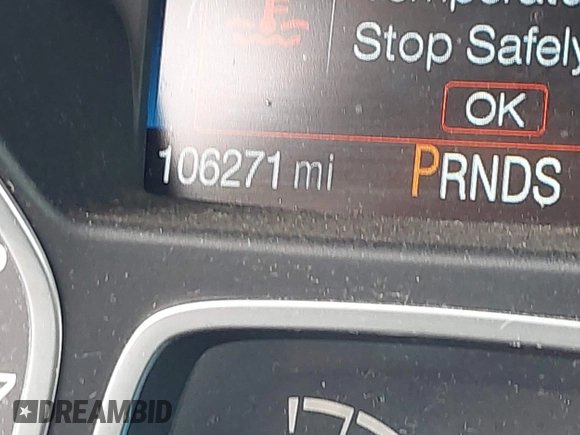 Stop Safely
OK
106271 mi PRNDS
DREAMBID